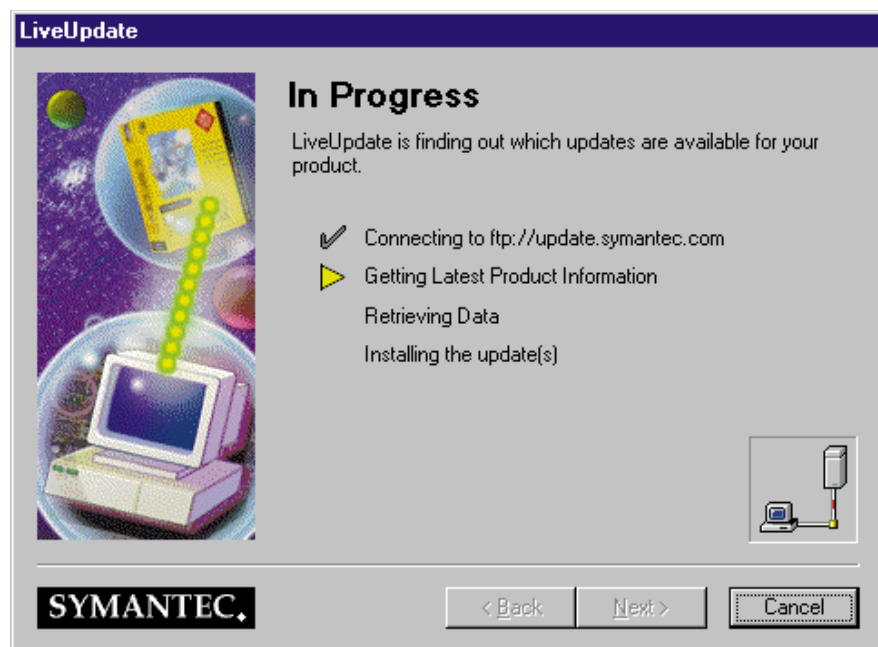 LiveUpdate
In Progress
LiveUpdate is finding out which updates are available for your
product.
Connecting to ftp://update.symantec.com
Getting Latest Product Information
Retrieving Data
Installing the update(s)
SYMANTEC.
< Back
Next >
Cancel